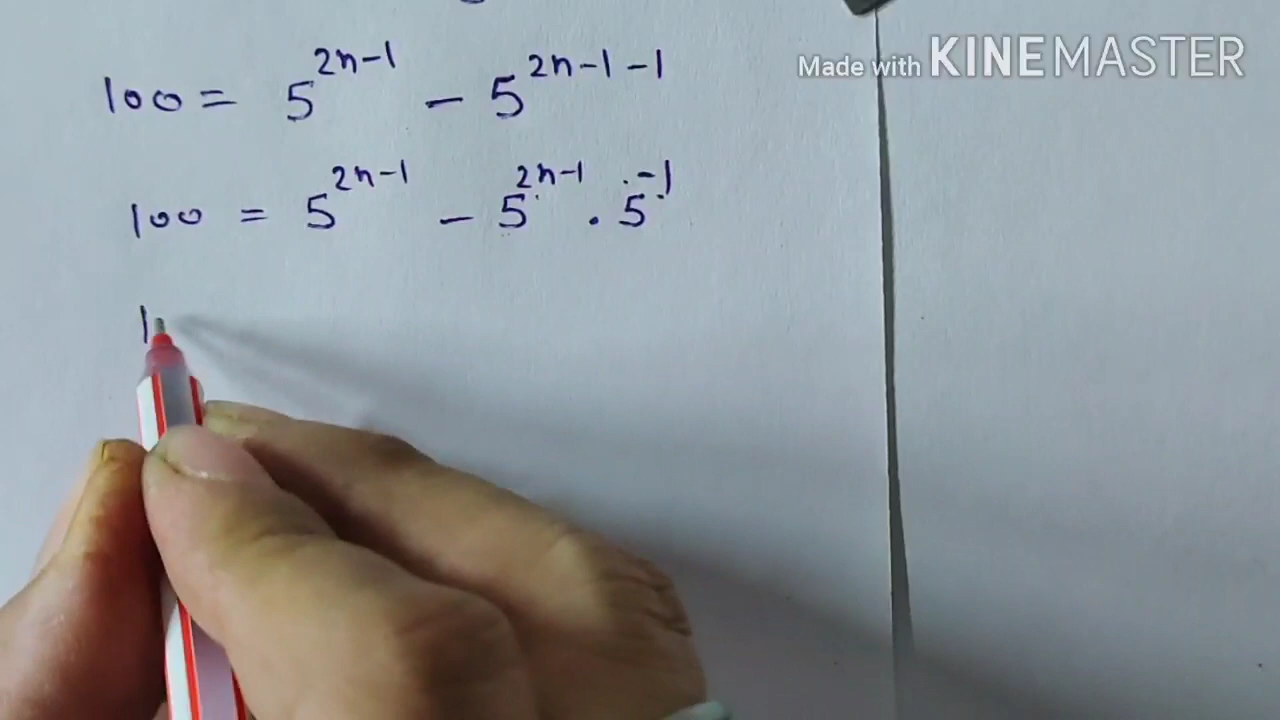 Made with KINEMASTER
100 = 5^{2n-1} - 5^{2n-1-1}
100 = 5^{2n-1} - 5^{2n-1} . 5^{-1}
1